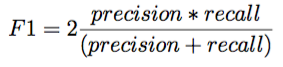 F1 = 2 precision ∗ recall / (precision + recall)